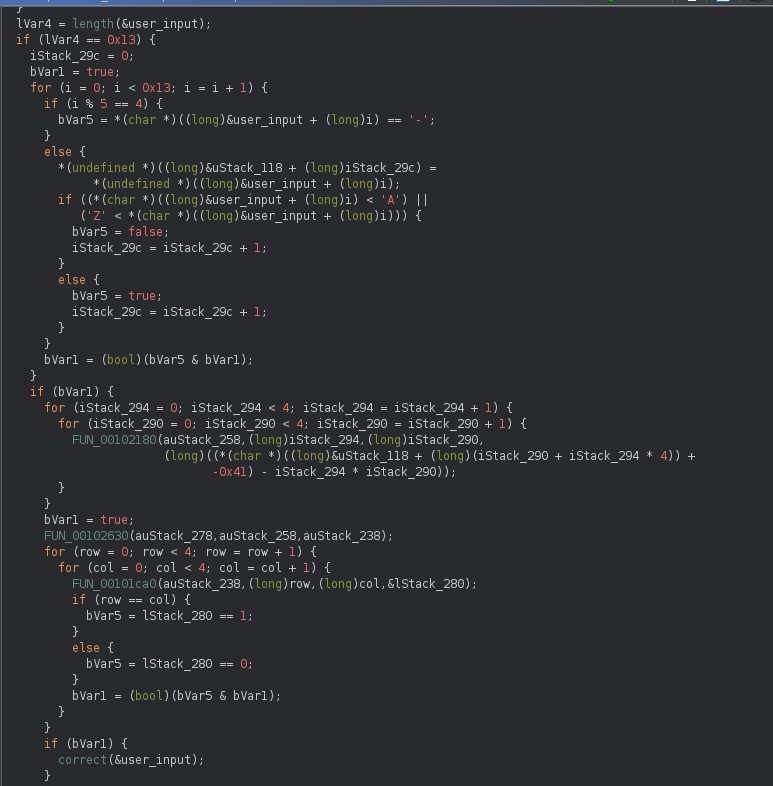 }
lVar4 = length(&user_input);
if (lVar4 == 0x13) {
iStack_29c = 0;
bVar1 = true;
for (i = 0; i < 0x13; i = i + 1) {
if (i % 5 == 4) {
bVar5 = *(char *)((long)&user_input + (long)i) == '-';
}
else {
*(undefined *)((long)&uStack_118 + (long)iStack_29c) =
*(undefined *)((long)&user_input + (long)i);
if ((*(char *)((long)&user_input + (long)i) < 'A') ||
('Z' < *(char *)((long)&user_input + (long)i))) {
bVar5 = false;
iStack_29c = iStack_29c + 1;
}
else {
bVar5 = true;
iStack_29c = iStack_29c + 1;
}
}
bVar1 = (bool)(bVar5 & bVar1);
}
if (bVar1) {
for (iStack_294 = 0; iStack_294 < 4; iStack_294 = iStack_294 + 1) {
for (iStack_290 = 0; iStack_290 < 4; iStack_290 = iStack_290 + 1) {
FUN_00102180(auStack_258,(long)iStack_294,(long)iStack_290,
(long)((*(char *)((long)&uStack_118 + (long)(iStack_290 + iStack_294 * 4)) +
-0x41) - iStack_294 * iStack_290));
}
}
bVar1 = true;
FUN_00102630(auStack_278,auStack_258,auStack_238);
for (row = 0; row < 4; row = row + 1) {
for (col = 0; col < 4; col = col + 1) {
FUN_00101ca0(auStack_238,(long)row,(long)col,&lStack_280);
if (row == col) {
bVar5 = lStack_280 == 1;
}
else {
bVar5 = lStack_280 == 0;
}
bVar1 = (bool)(bVar5 & bVar1);
}
}
if (bVar1) {
correct(&user_input);
}